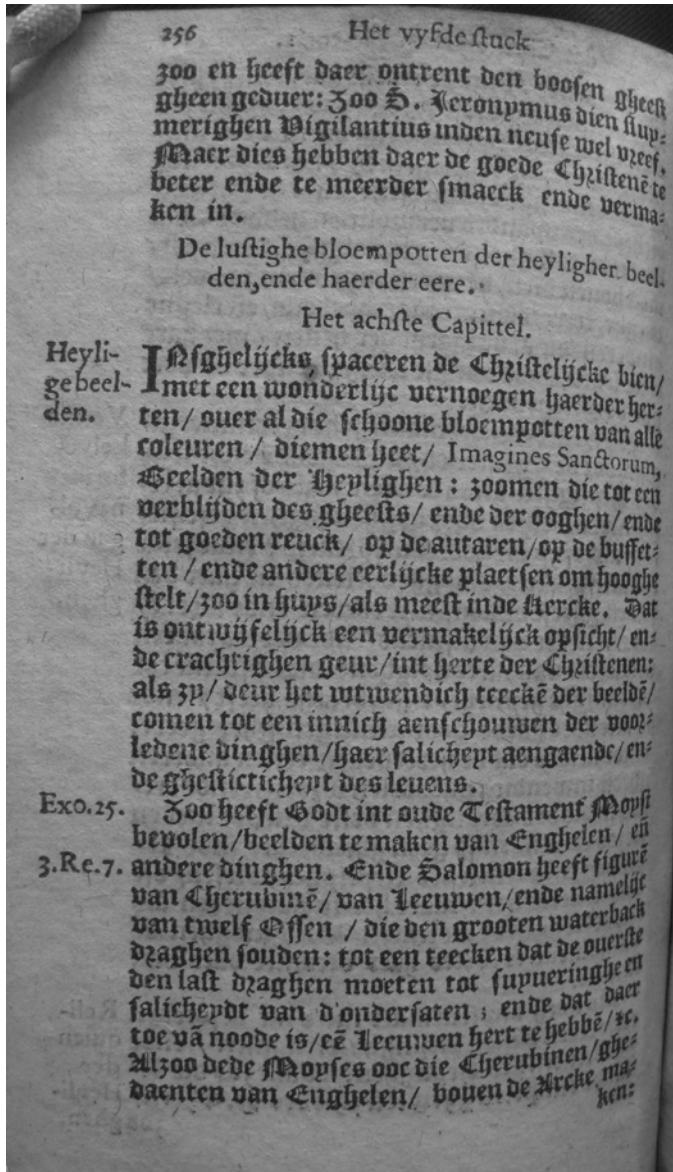 256 Het vyfde stuck
zoo en heeft daer ontrent den boosen gheest
gheen geduer: Zoo S. Jeronymus dien sluy-
merighen Vigilantius inden neuse wel vreef.
Maer dies hebben daer de goede Christenē te
beter ende te meerder smaeck ende verma-
ken in.
De lustighe bloempotten der heyligher beel-
den, ende haerder eere.
Het achste Capittel.
Heyli-
gebeel-
den.
INsghelijcks, spaceren de Christelijcke bien/
met een wonderlijc vernoegen haerder her-
ten/ ouer al die schoone bloempotten van alle
coleuren / diemen heet/ Imagines Sanctorum,
Beelden der Heylighen : zoomen die tot een
verblijden des gheests/ ende der ooghen/ ende
tot goeden reuck/ op de autaren/ op de buffet-
ten / ende andere eerlijcke plaetsen om hooghe
stelt/ zoo in huys/ als meest inde Kercke. Dat
is ontwijfelijck een vermakelijck opsicht/ en-
de crachtighen geur/ int herte der Christenen:
als zy/ deur het wtwendich teeckē der beeldē/
comen tot een innich aenschouwen der voor-
ledene dinghen/ haer salicheyt aengaende/ en-
de ghestichticheyt des leuens.
Exo.25. Zoo heeft Godt int oude Testament Moysi
bevolen/ beelden te maken van Enghelen / eñ
3.Re.7. andere dinghen. Ende Salomon heeft figurē
van Cherubinē/ van Leeuwen/ ende namelijc
van twelf Ossen / die den grooten waterback
draghen souden: tot een teecken dat de ouerste
den last draghen moeten tot supueringhe en
salicheydt van d'ondersaten ; ende dat daer
toe vā noode is/ eē Leeuwen hert te hebbē/ ꝛc.
Alzoo dede Moyses ooc die Cherubinen/ ghe-
daenten van Enghelen/ bouen de Arcke ma-
ken: